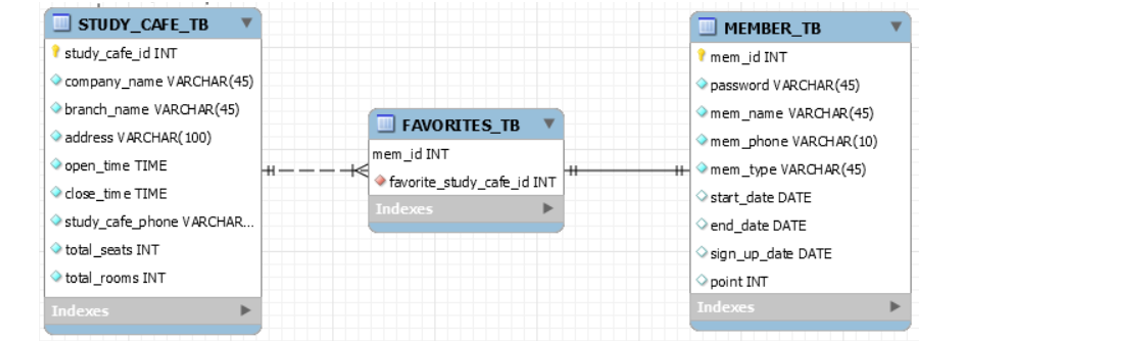 STUDY_CAFE_TB
study_cafe_id INT
company_name VARCHAR(45)
branch_name VARCHAR(45)
address VARCHAR(100)
open_time TIME
close_time TIME
study_cafe_phone VARCHAR...
total_seats INT
total_rooms INT
Indexes
FAVORITES_TB
mem_id INT
favorite_study_cafe_id INT
Indexes
MEMBER_TB
mem_id INT
password VARCHAR(45)
mem_name VARCHAR(45)
mem_phone VARCHAR(10)
mem_type VARCHAR(45)
start_date DATE
end_date DATE
sign_up_date DATE
point INT
Indexes